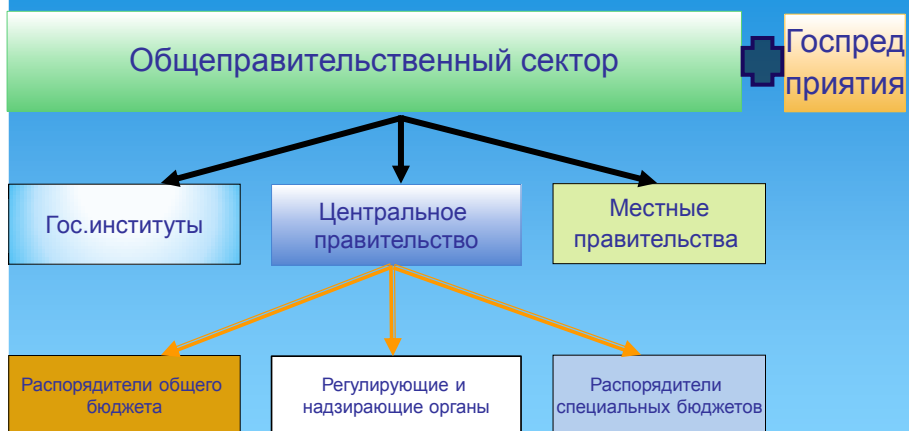 Общеправительственный сектор
Госпред
приятия
Гос.институты
Центральное
правительство
Местные
правительства
Распорядители общего
бюджета
Регулирующие и
надзирающие органы
Распорядители
специальных бюджетов